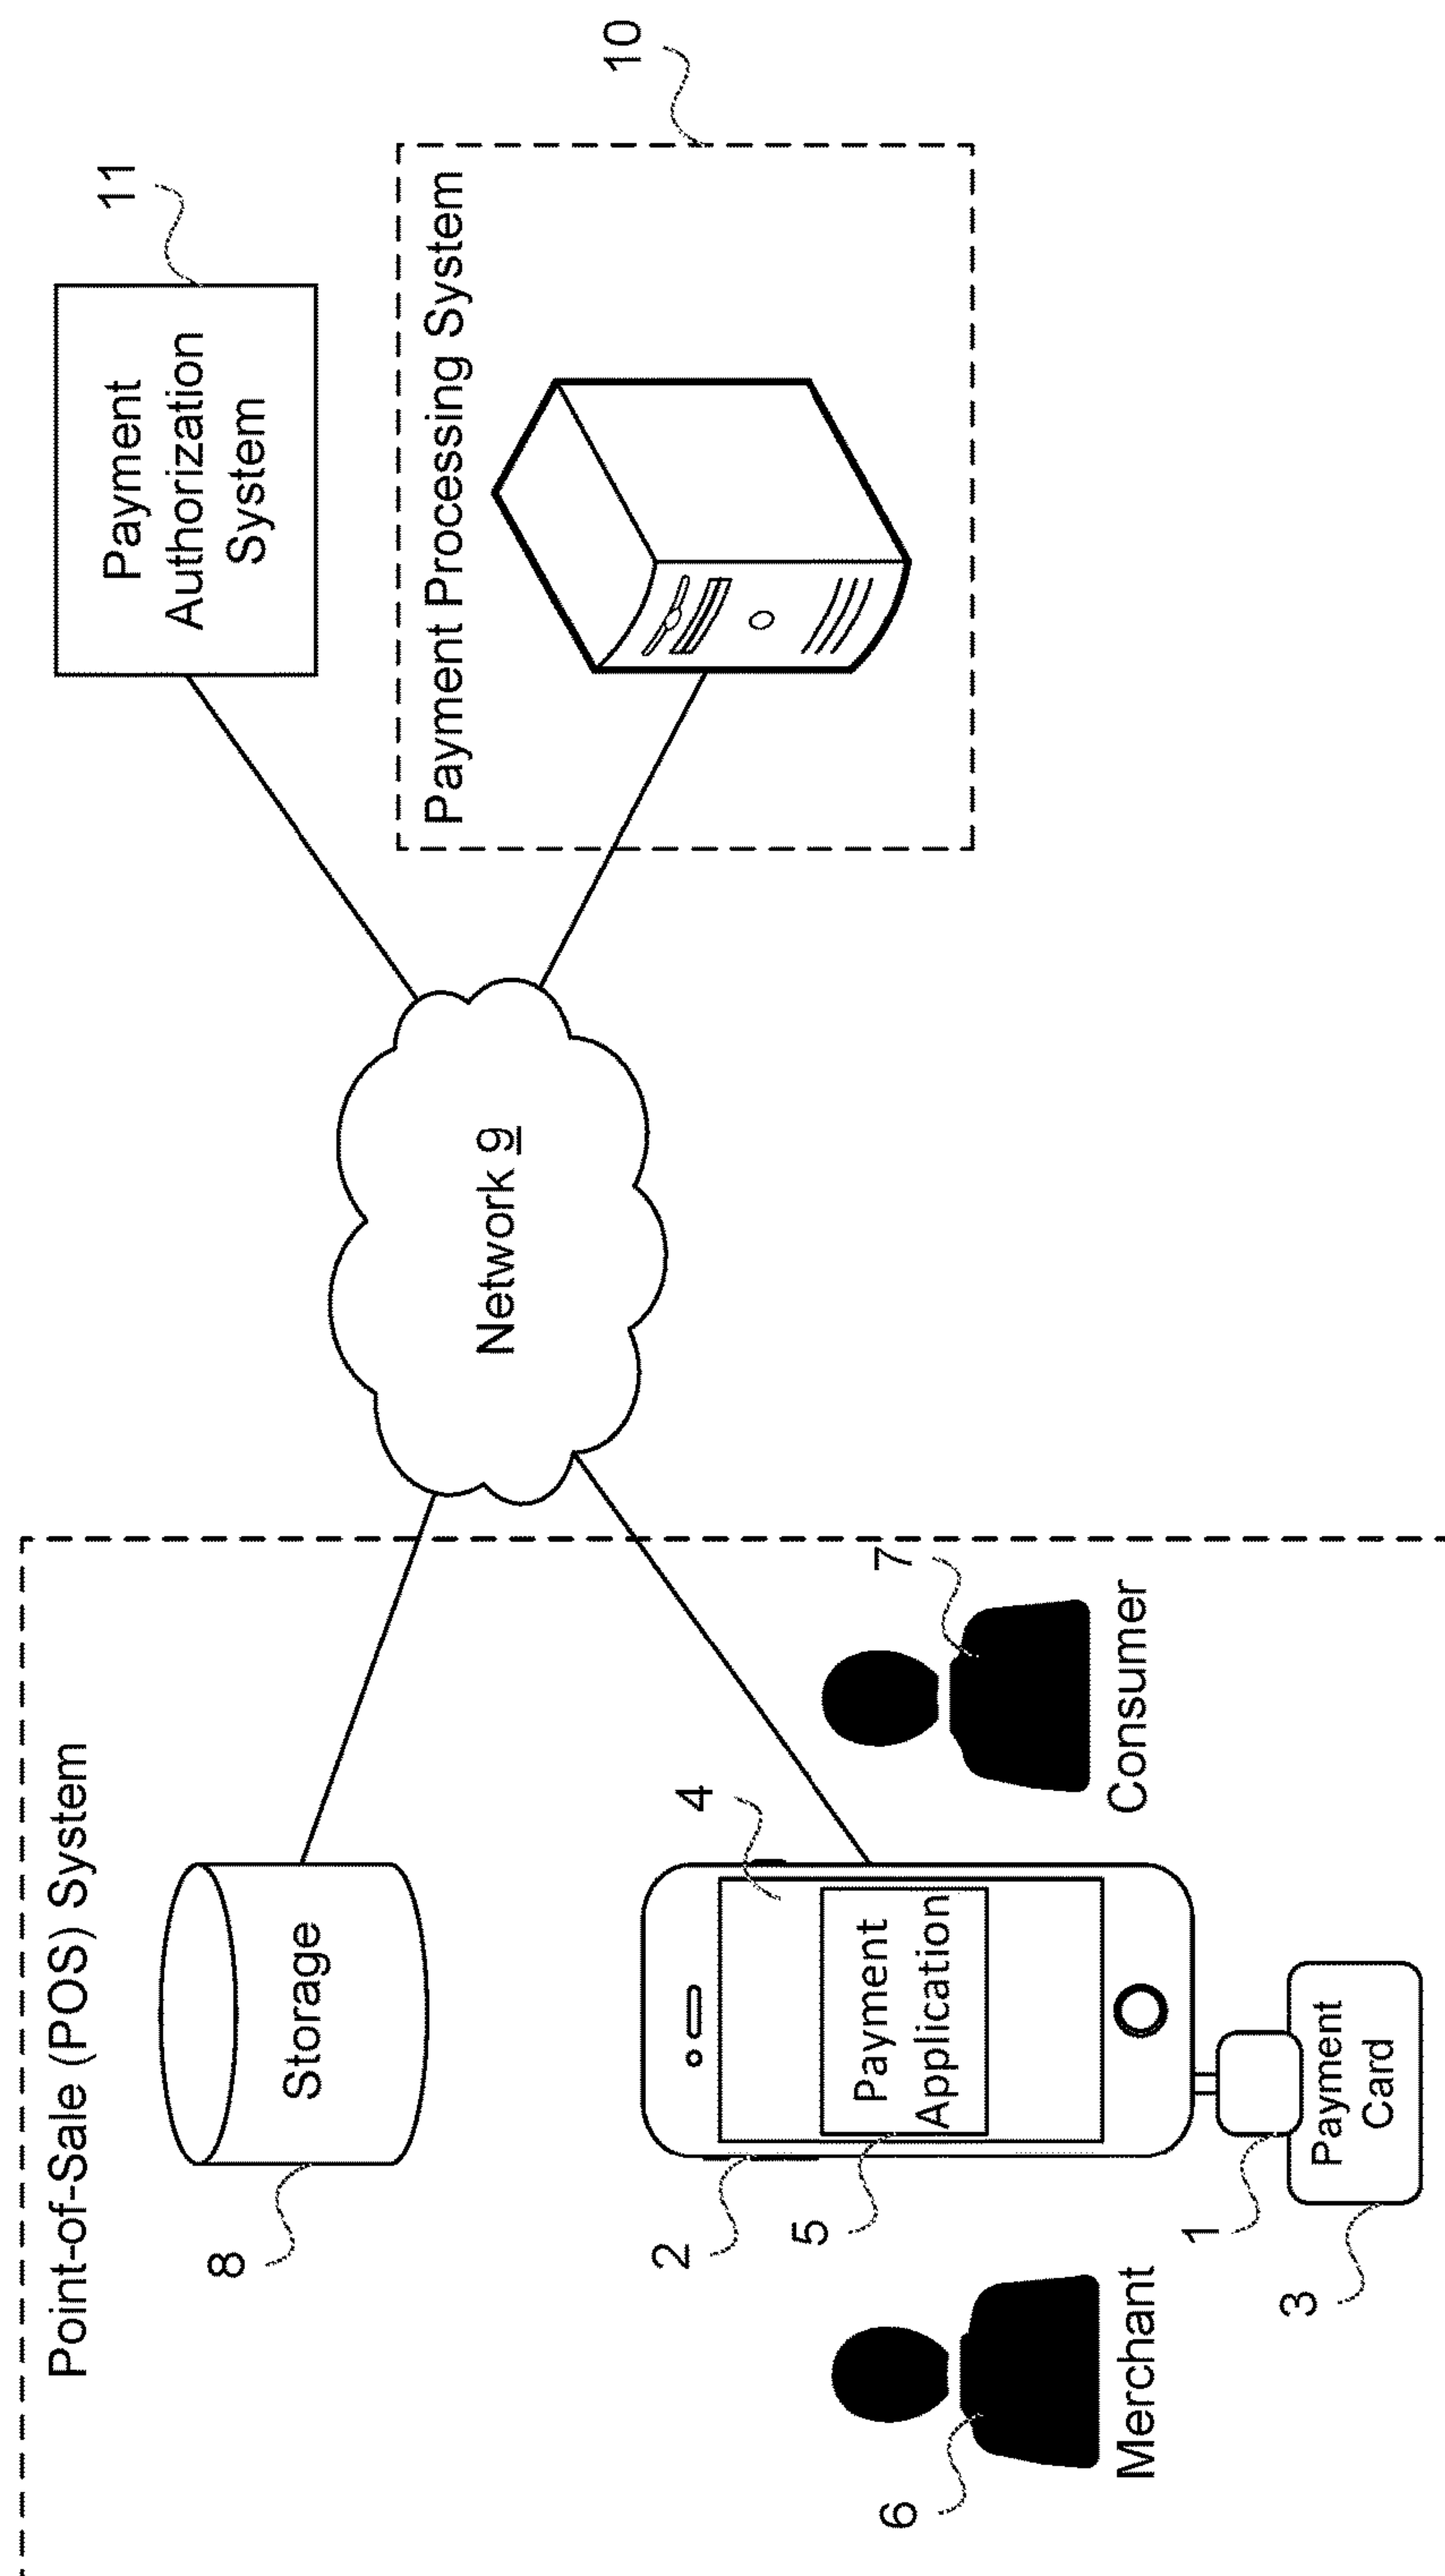 Point-of-Sale (POS) System
8
Storage
2
4
5
Payment
Application
6
Merchant
7
Consumer
1
3
Payment
Card
Network 9
11
Payment
Authorization
System
10
Payment Processing System